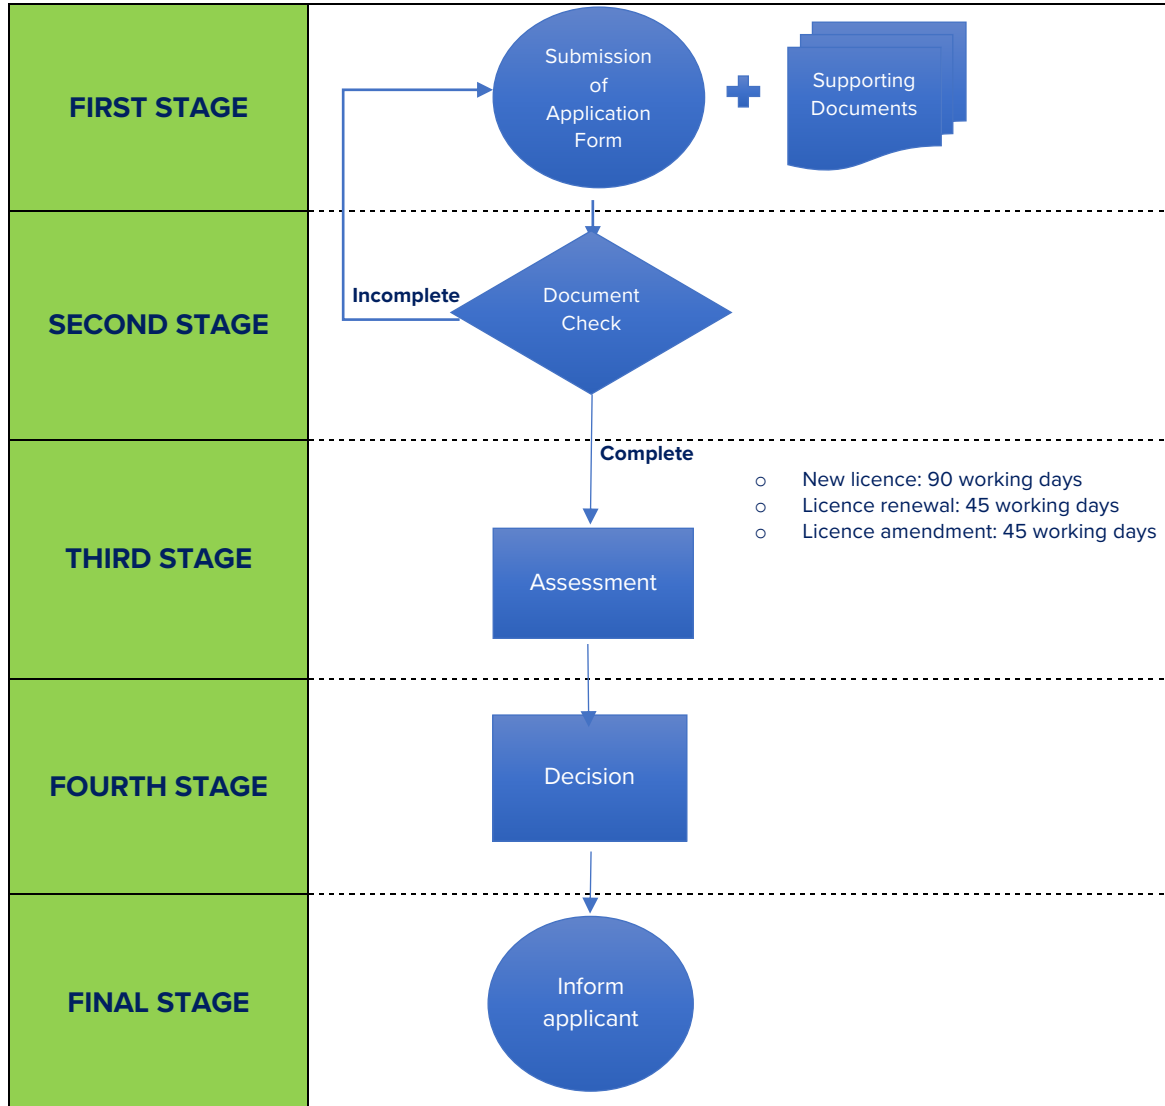 FIRST STAGE
Submission
of
Application
Form
Supporting
Documents
SECOND STAGE
Incomplete
Document
Check
THIRD STAGE
Complete
o New licence: 90 working days
o Licence renewal: 45 working days
o Licence amendment: 45 working days
Assessment
FOURTH STAGE
Decision
FINAL STAGE
Inform
applicant